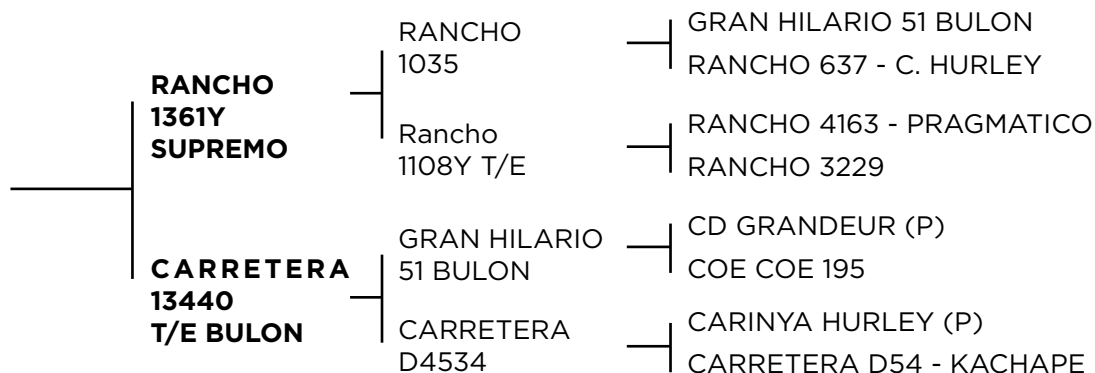 RANCHO
1361Y
SUPREMO
RANCHO
1035
GRAN HILARIO 51 BULON
RANCHO 637 - C. HURLEY
Rancho
1108Y T/E
RANCHO 4163 - PRAGMATICO
RANCHO 3229
CARRETERA
13440
T/E BULON
GRAN HILARIO
51 BULON
CD GRANDEUR (P)
COE COE 195
CARRETERA
D4534
CARINYA HURLEY (P)
CARRETERA D54 - KACHAPE